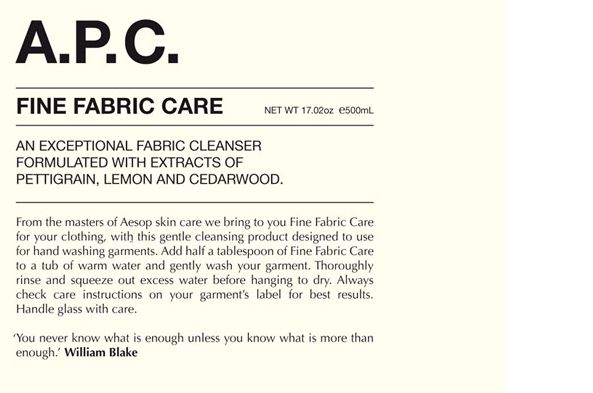 A.P.C.
FINE FABRIC CARE
NET WT 17.02oz ℮500mL
AN EXCEPTIONAL FABRIC CLEANSER
FORMULATED WITH EXTRACTS OF
PETTIGRAIN, LEMON AND CEDARWOOD.
From the masters of Aesop skin care we bring to you Fine Fabric Care
for your clothing, with this gentle cleansing product designed to use
for hand washing garments. Add half a tablespoon of Fine Fabric Care
to a tub of warm water and gently wash your garment. Thoroughly
rinse and squeeze out excess water before hanging to dry. Always
check care instructions on your garment’s label for best results.
Handle glass with care.
‘You never know what is enough unless you know what is more than
enough.’ William Blake